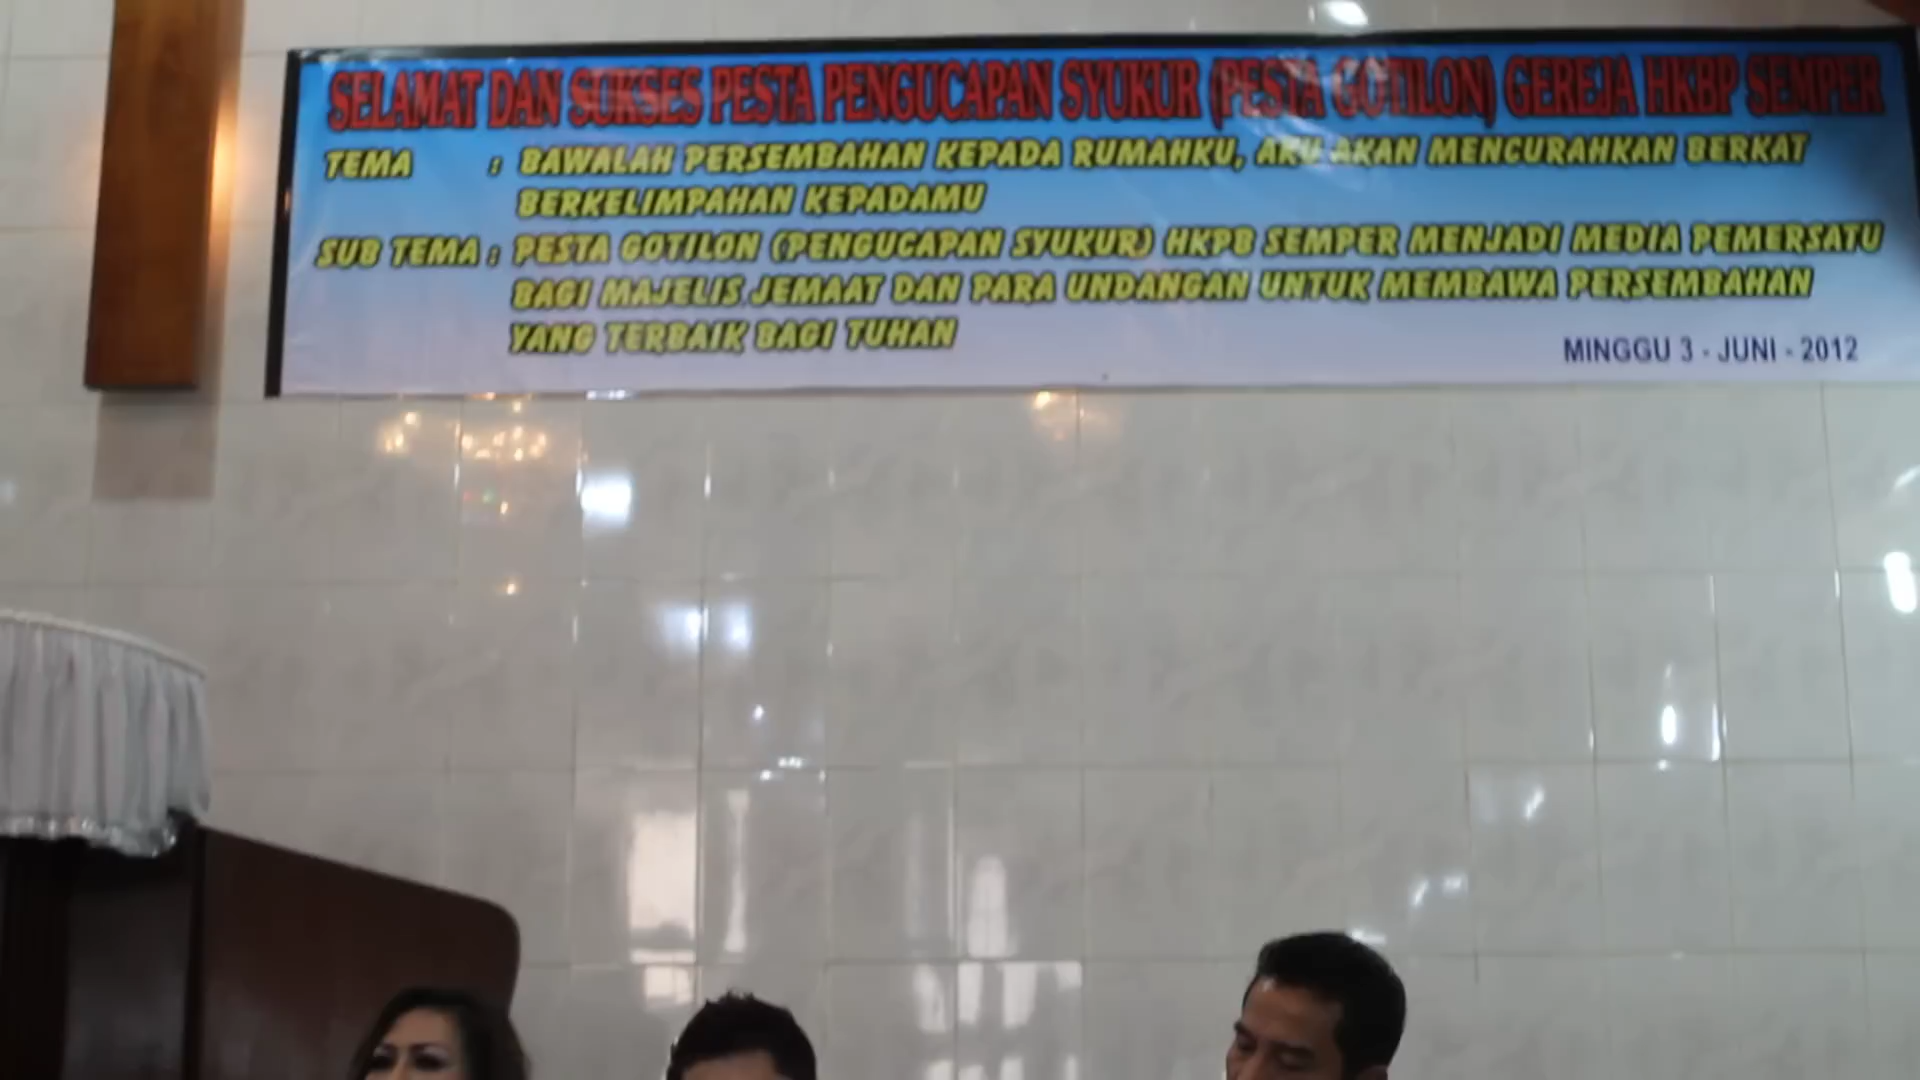 SELAMAT DAN SUKSES PESTA PENGUCAPAN SYUKUR (PESTA GOTILON) GEREJA HKBP SEMPER
TEMA : BAWALAH PERSEMBAHAN KEPADA RUMAHKU, AKU AKAN MENCURAHKAN BERKAT
BERKELIMPAHAN KEPADAMU
SUB TEMA : PESTA GOTILON (PENGUCAPAN SYUKUR) HKPB SEMPER MENJADI MEDIA PEMERSATU
BAGI MAJELIS JEMAAT DAN PARA UNDANGAN UNTUK MEMBAWA PERSEMBAHAN
YANG TERBAIK BAGI TUHAN
MINGGU 3 - JUNI - 2012